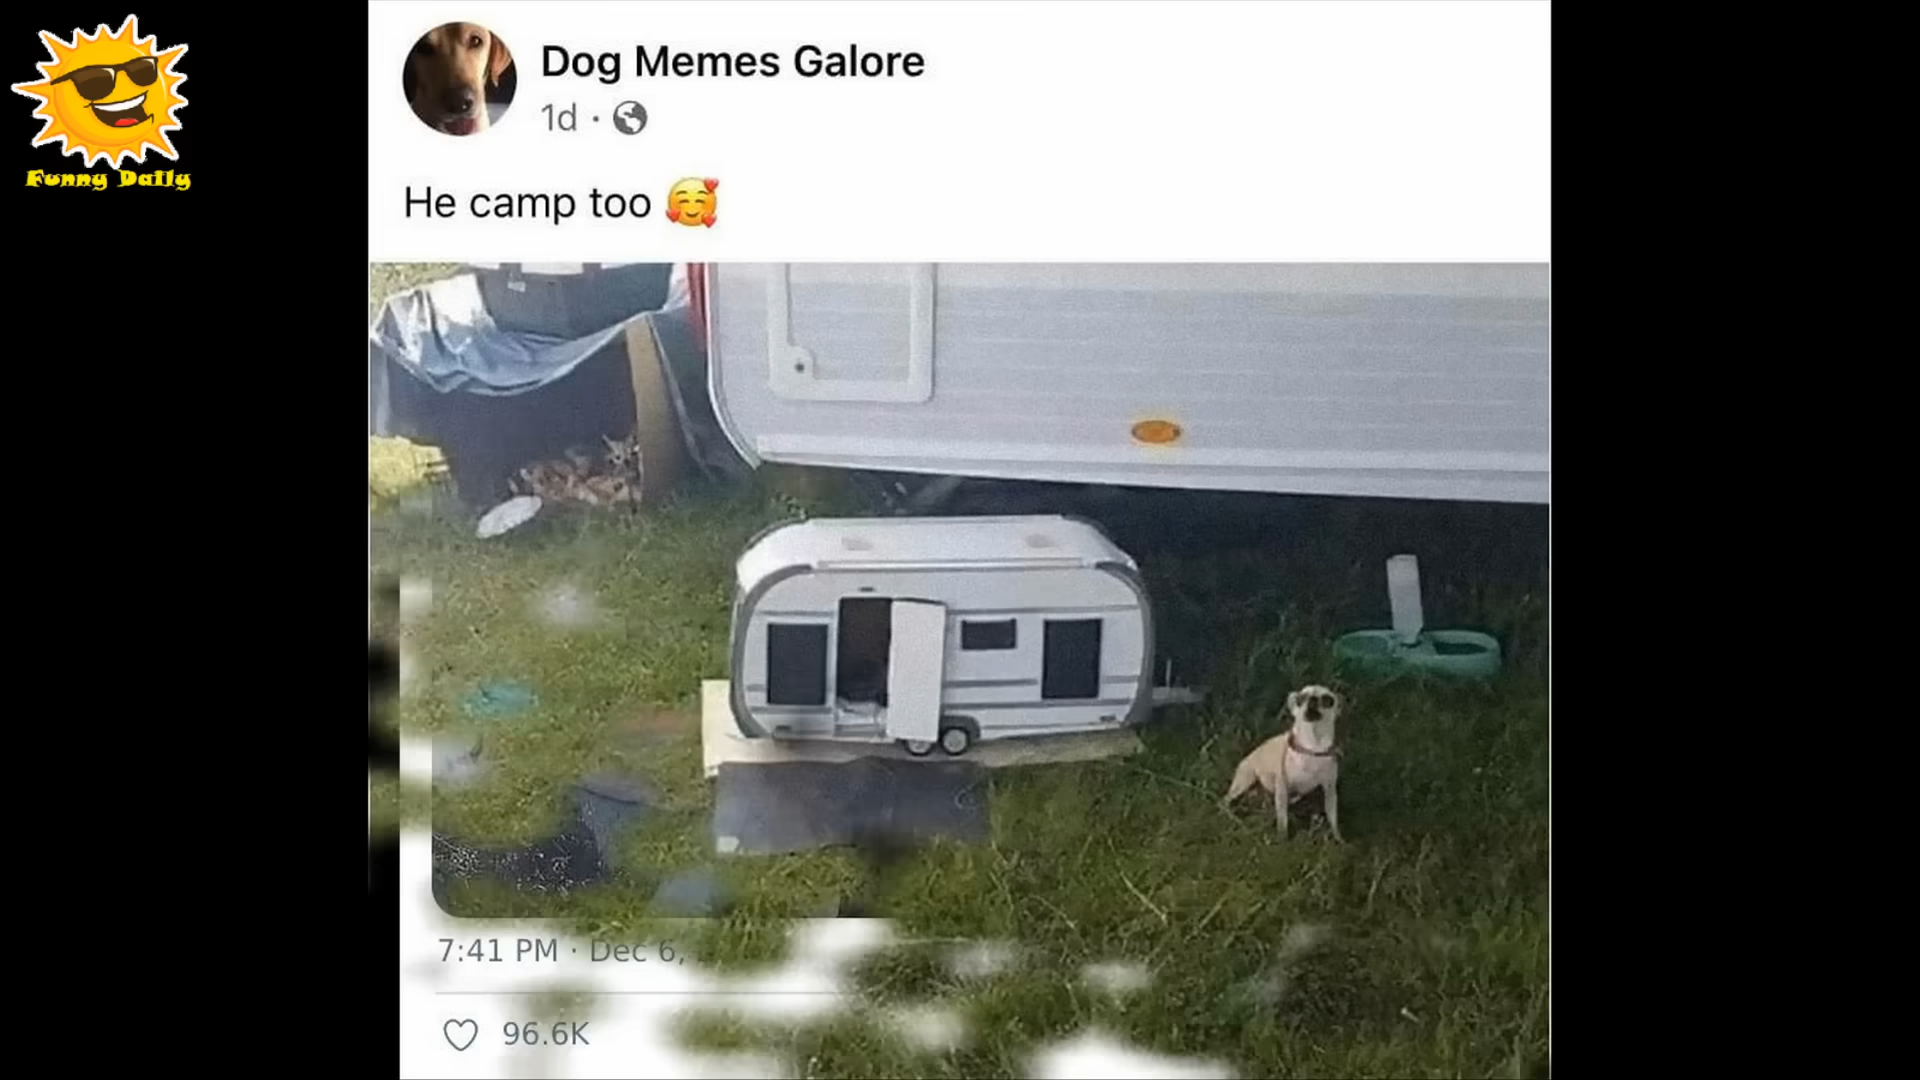 Funny Daily
Dog Memes Galore
1d ·
He camp too 🥰
7:41 PM · Dec 6,
96.6K